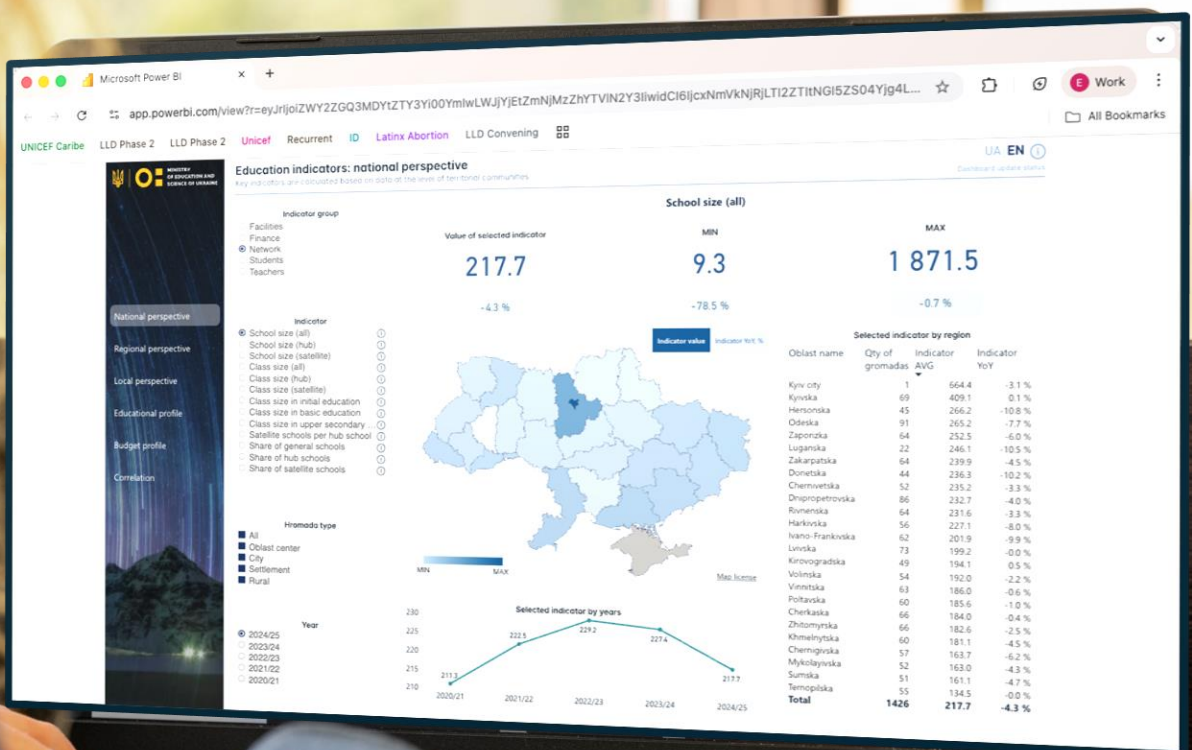 Microsoft Power BI
app.powerbi.com/view?r=
E Work
All Bookmarks
UNICEF Caribe LLD Phase 2 LLD Phase 2 Unicef Recurrent ID Latinx Abortion LLD Convening
MINISTRY
OF EDUCATION AND
SCIENCE OF UKRAINE
National perspective
Regional perspective
Local perspective
Educational profile
Budget profile
Correlation
Education indicators: national perspective
Key indicators are calculated based on data at the level of territorial communities
UA EN
Dashboard update status
School size (all)
Indicator group
Facilities
Finance
Network
Students
Teachers
Value of selected indicator
217.7
-4.3 %
MIN
9.3
-78.5 %
MAX
1 871.5
-0.7 %
Indicator
School size (all)
School size (hub)
School size (satellite)
Class size (all)
Class size (hub)
Class size (satellite)
Class size in initial education
Class size in basic education
Class size in upper secondary ...
Satellite schools per hub school
Share of general schools
Share of hub schools
Share of satellite schools
Hromada type
All
Oblast center
City
Settlement
Rural
Year
2024/25
2023/24
2022/23
2021/22
2020/21
Indicator value Indicator YoY, %
MIN MAX
Map license
Selected indicator by years
230
225
220
215
210
211.3
222.5
229.2
227.4
217.7
2020/21 2021/22 2022/23 2023/24 2024/25
Selected indicator by region
Oblast name Qty of gromadas Indicator AVG Indicator YoY
Kyiv city 1 664.4 -3.1 %
Kyivska 69 409.1 0.1 %
Hersonska 45 266.2 -10.8 %
Odeska 91 265.2 -7.7 %
Zaporizka 64 252.5 -6.0 %
Luganska 22 246.1 -10.5 %
Zakarpatska 64 239.9 -4.5 %
Donetska 44 236.3 -10.2 %
Chernivetska 52 235.2 -3.3 %
Dnipropetrovska 86 232.7 -4.0 %
Rivnenska 64 231.6 -3.3 %
Harkivska 56 227.1 -8.0 %
Ivano-Frankivska 62 201.9 -9.9 %
Lvivska 73 199.2 -0.0 %
Kirovogradska 49 194.1 0.5 %
Volinska 54 192.0 -2.2 %
Vinnitska 63 186.0 -0.6 %
Poltavska 60 185.6 -1.0 %
Cherkaska 66 184.0 -0.4 %
Zhitomyrska 66 182.6 -2.5 %
Khmelnytska 60 181.1 -4.5 %
Chernigivska 57 163.7 -6.2 %
Mykolayivska 52 163.0 -4.3 %
Sumska 51 161.1 -4.7 %
Ternopilska 55 134.5 -0.0 %
Total 1426 217.7 -4.3 %